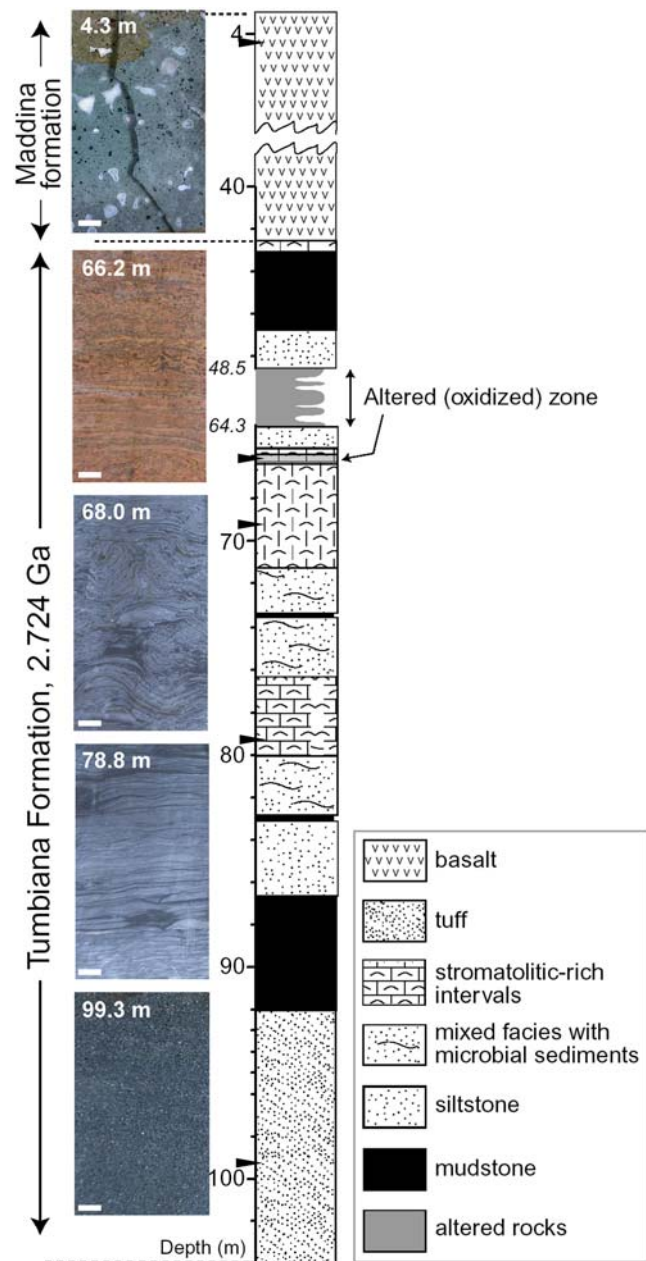 Maddina
formation
Tumbiana Formation, 2.724 Ga
4.3 m
66.2 m
68.0 m
78.8 m
99.3 m
4
40
48.5
64.3
70
80
90
100
Depth (m)
Altered (oxidized) zone
basalt
tuff
stromatolitic-rich
intervals
mixed facies with
microbial sediments
siltstone
mudstone
altered rocks